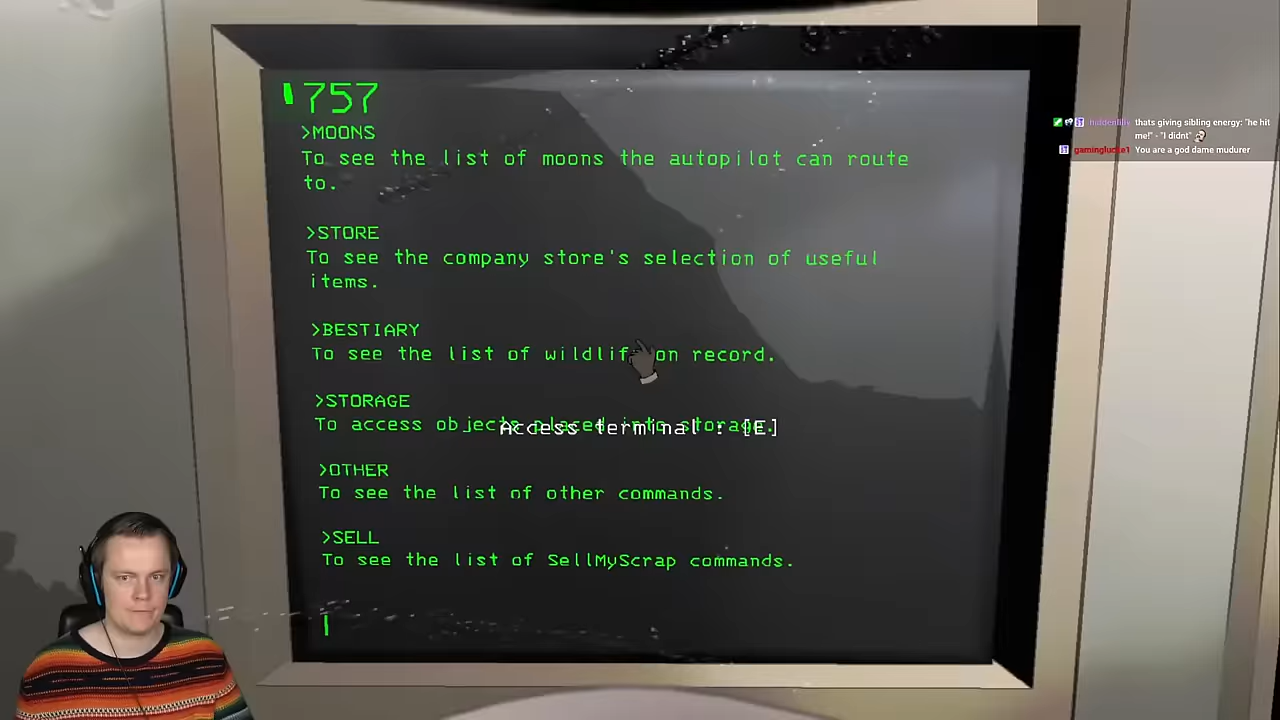 757
>MOONS
To see the list of moons the autopilot can route
to.
>STORE
To see the company store's selection of useful
items.
>BESTIARY
To see the list of wildlife on record.
>STORAGE
To access objects placed into storage.
Access terminal : [E]
>OTHER
To see the list of other commands.
>SELL
To see the list of SellMyScrap commands.
thats giving sibling energy: "he hit
me!" - "I didnt"
You are a god dame mudurer